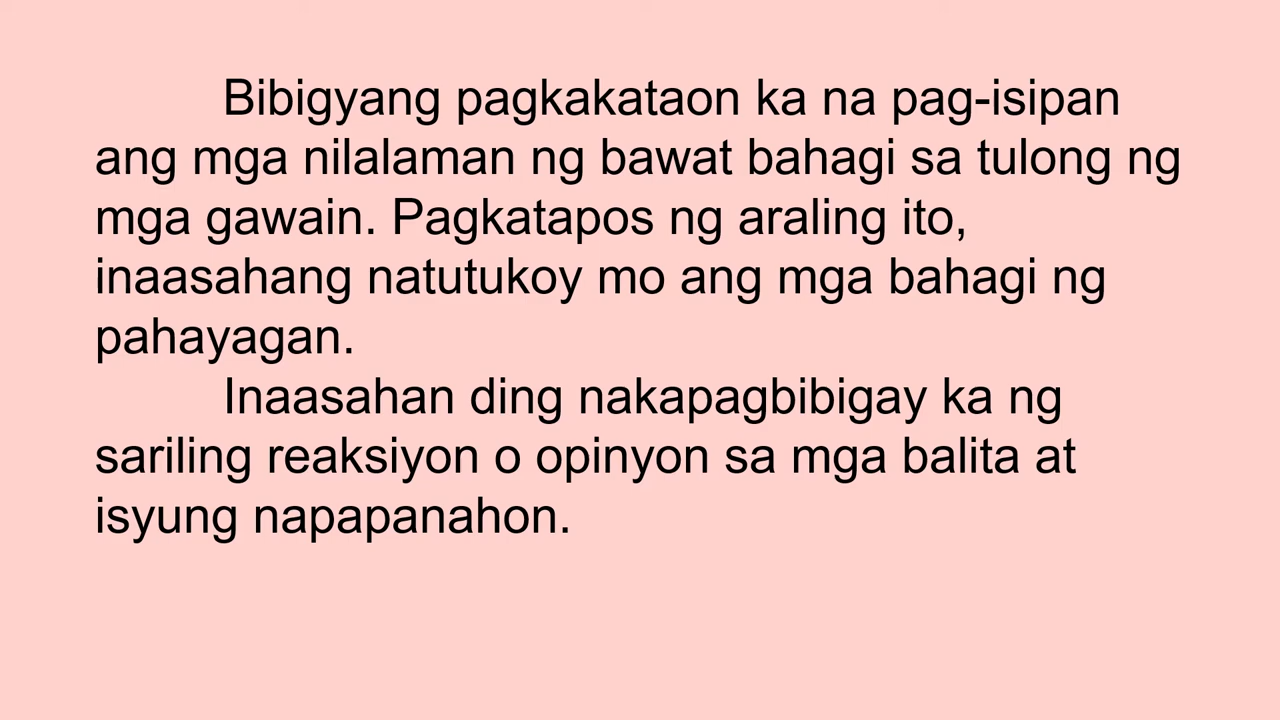 Bibigyang pagkakataon ka na pag-isipan
ang mga nilalaman ng bawat bahagi sa tulong ng
mga gawain. Pagkatapos ng araling ito,
inaasahang natutukoy mo ang mga bahagi ng
pahayagan.
Inaasahan ding nakapagbibigay ka ng
sariling reaksiyon o opinyon sa mga balita at
isyung napapanahon.